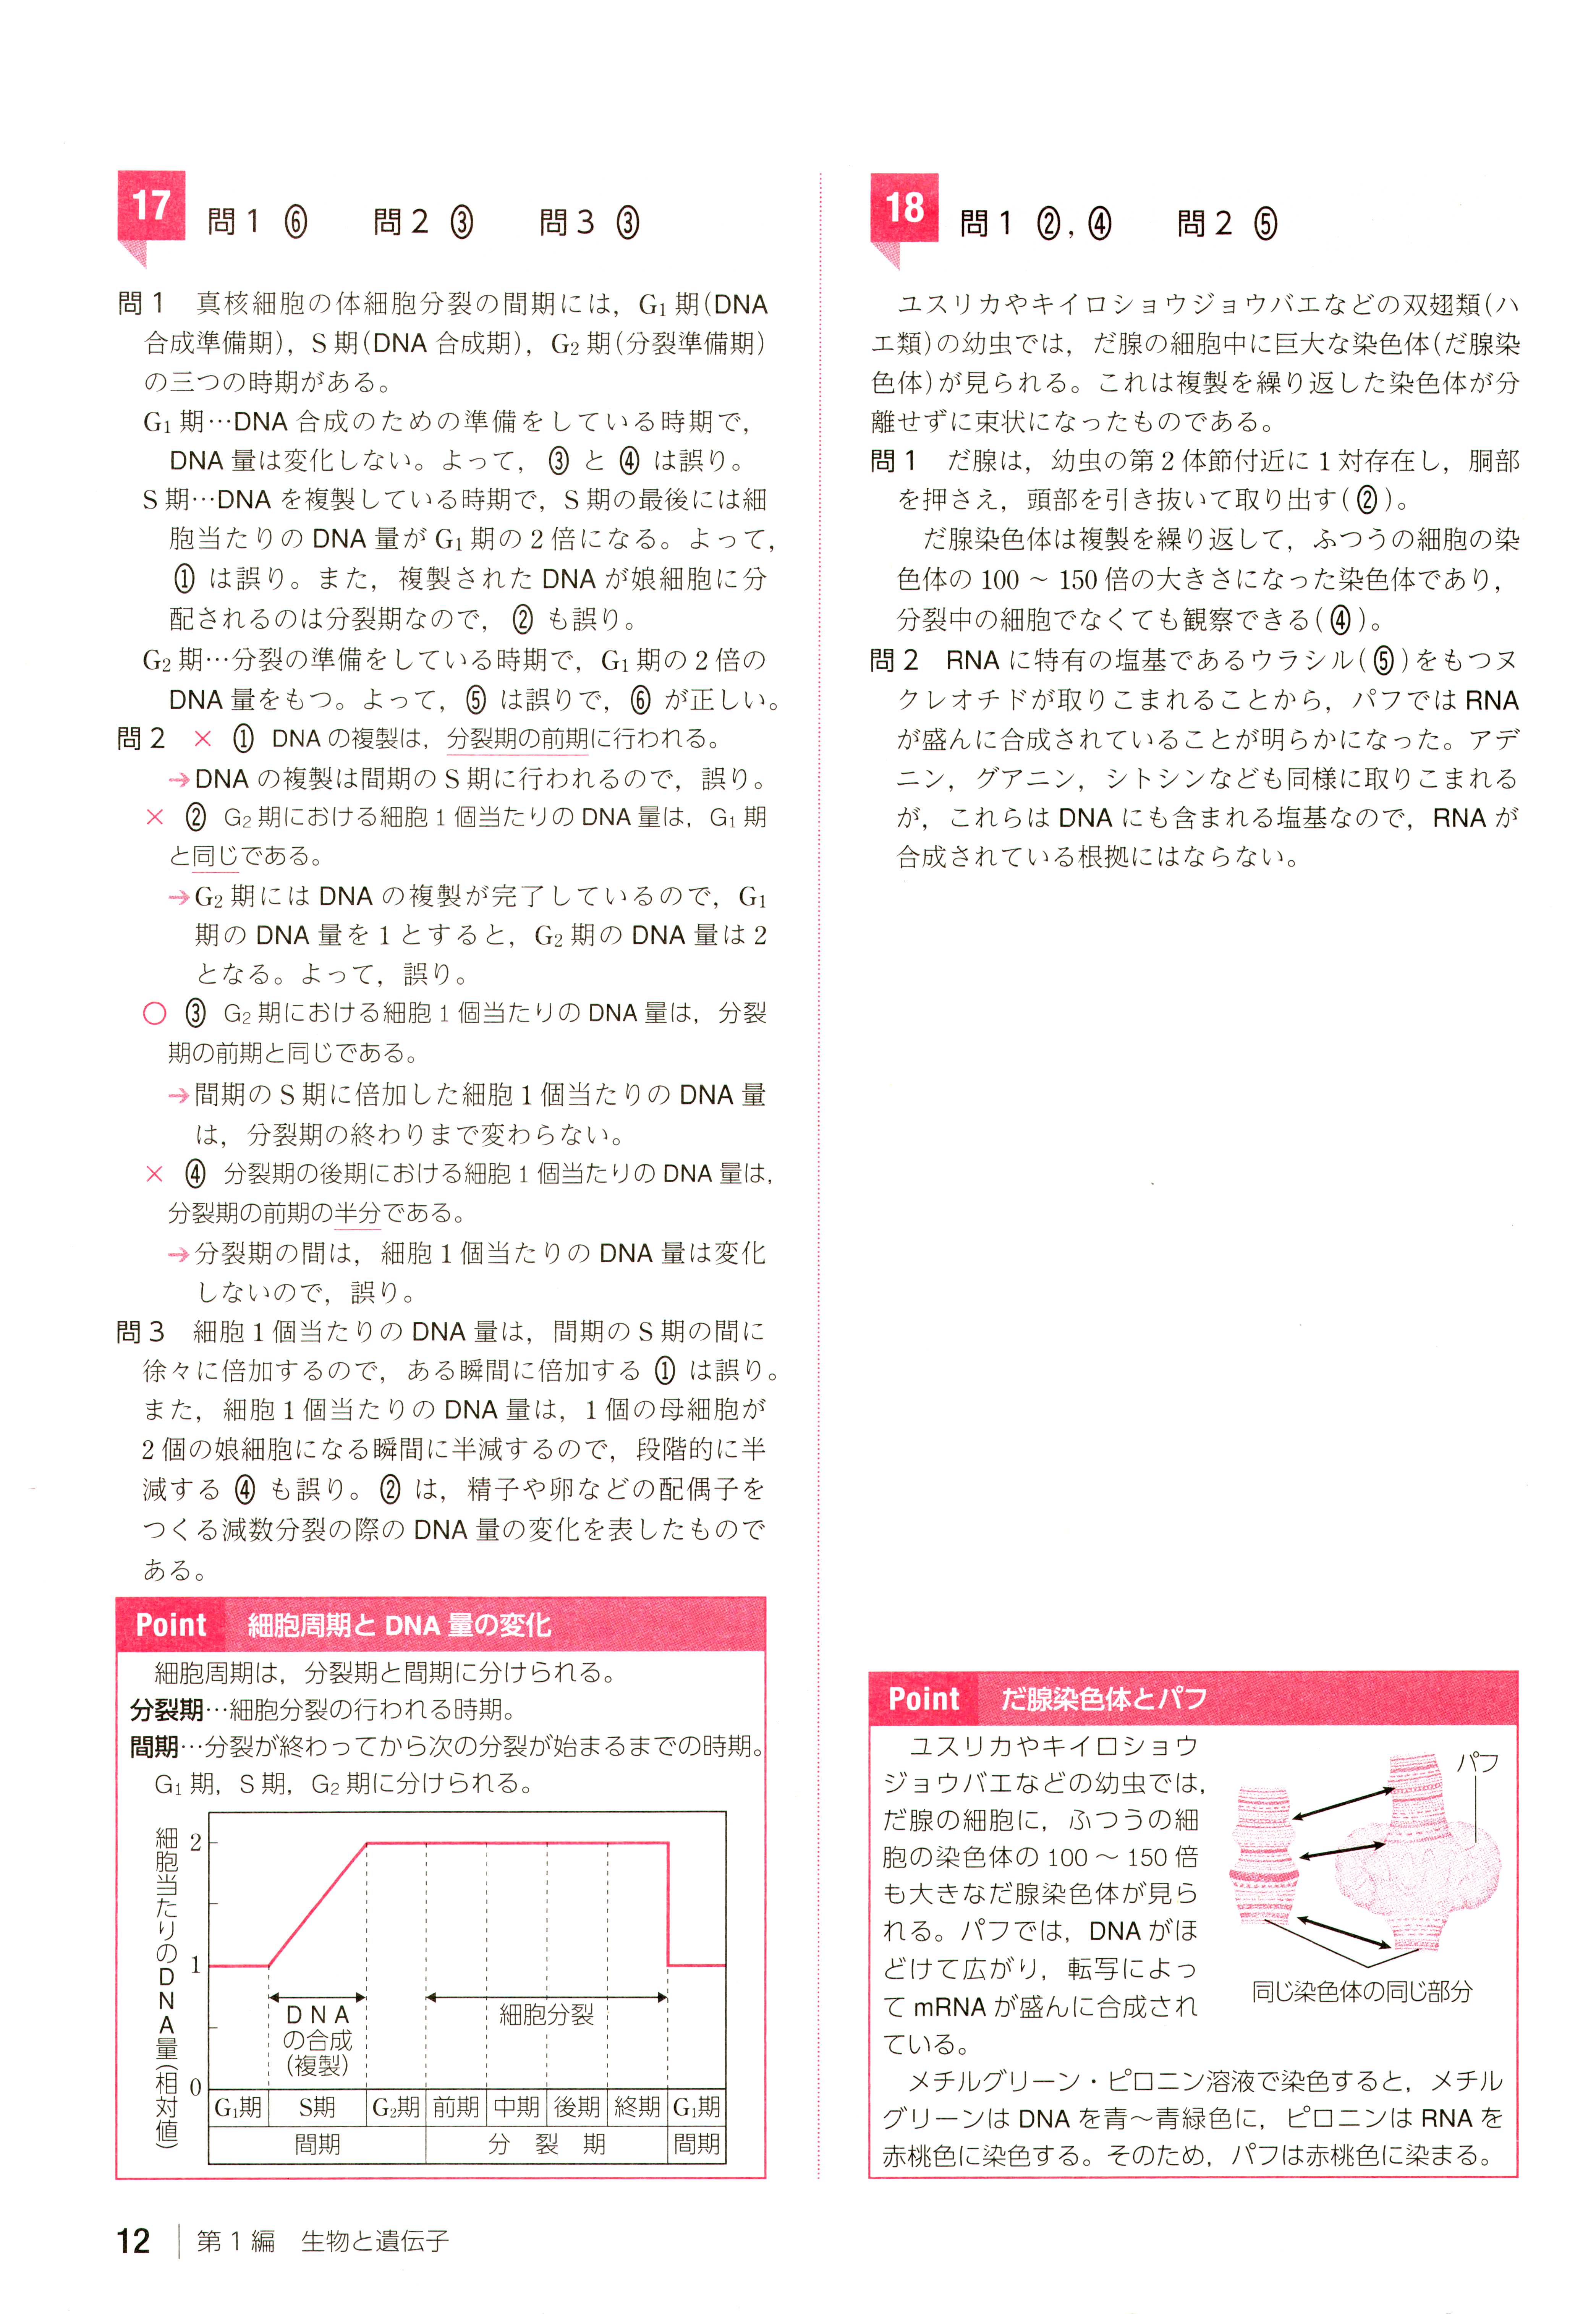 17 問1 ⑥ 問2 ③ 問3 ③
問1 真核細胞の体細胞分裂の間期には，G₁期(DNA
合成準備期)，S期(DNA合成期)，G₂期(分裂準備期)
の三つの時期がある。
G₁期…DNA合成のための準備をしている時期で，
DNA量は変化しない。よって，③と④は誤り。
S期…DNAを複製している時期で，S期の最後には細
胞当たりのDNA量がG₁期の2倍になる。よって，
①は誤り。また，複製されたDNAが娘細胞に分
配されるのは分裂期なので，②も誤り。
G₂期…分裂の準備をしている時期で，G₁期の2倍の
DNA量をもつ。よって，⑤は誤りで，⑥が正しい。
問2 × ① DNAの複製は，分裂期の前期に行われる。
→DNAの複製は間期のS期に行われるので，誤り。
× ② G₂期における細胞1個当たりのDNA量は，G₁期
と同じである。
→G₂期にはDNAの複製が完了しているので，G₁
期のDNA量を1とすると，G₂期のDNA量は2
となる。よって，誤り。
○ ③ G₂期における細胞1個当たりのDNA量は，分裂
期の前期と同じである。
→間期のS期に倍加した細胞1個当たりのDNA量
は，分裂期の終わりまで変わらない。
× ④ 分裂期の後期における細胞1個当たりのDNA量は，
分裂期の前期の半分である。
→分裂期の間は，細胞1個当たりのDNA量は変化
しないので，誤り。
問3 細胞1個当たりのDNA量は，間期のS期の間に
徐々に倍加するので，ある瞬間に倍加する①は誤り。
また，細胞1個当たりのDNA量は，1個の母細胞が
2個の娘細胞になる瞬間に半減するので，段階的に半
減する④も誤り。②は，精子や卵などの配偶子を
つくる減数分裂の際のDNA量の変化を表したもので
ある。
Point 細胞周期とDNA量の変化
細胞周期は，分裂期と間期に分けられる。
分裂期…細胞分裂の行われる時期。
間期…分裂が終わってから次の分裂が始まるまでの時期。
G₁期，S期，G₂期に分けられる。
細胞当たりのDNA量(相対値)
2
1
0
DNA
の合成
(複製)
細胞分裂
G₁期 S期 G₂期 前期 中期 後期 終期 G₁期
間期 分裂期 間期
18 問1 ②，④ 問2 ⑤
ユスリカやキイロショウジョウバエなどの双翅類(ハ
エ類)の幼虫では，だ腺の細胞中に巨大な染色体(だ腺染
色体)が見られる。これは複製を繰り返した染色体が分
離せずに束状になったものである。
問1 だ腺は，幼虫の第2体節付近に1対存在し，胴部
を押さえ，頭部を引き抜いて取り出す(②)。
だ腺染色体は複製を繰り返して，ふつうの細胞の染
色体の100～150倍の大きさになった染色体であり，
分裂中の細胞でなくても観察できる(④)。
問2 RNAに特有の塩基であるウラシル(⑤)をもつヌ
クレオチドが取りこまれることから，パフではRNA
が盛んに合成されていることが明らかになった。アデ
ニン，グアニン，シトシンなども同様に取りこまれる
が，これらはDNAにも含まれる塩基なので，RNAが
合成されている根拠にはならない。
Point だ腺染色体とパフ
ユスリカやキイロショウ
ジョウバエなどの幼虫では，
だ腺の細胞に，ふつうの細
胞の染色体の100～150倍
も大きなだ腺染色体が見ら
れる。パフでは，DNAがほ
どけて広がり，転写によっ
てmRNAが盛んに合成され
ている。
パフ
同じ染色体の同じ部分
メチルグリーン・ピロニン溶液で染色すると，メチル
グリーンはDNAを青～青緑色に，ピロニンはRNAを
赤桃色に染色する。そのため，パフは赤桃色に染まる。
12 第1編 生物と遺伝子